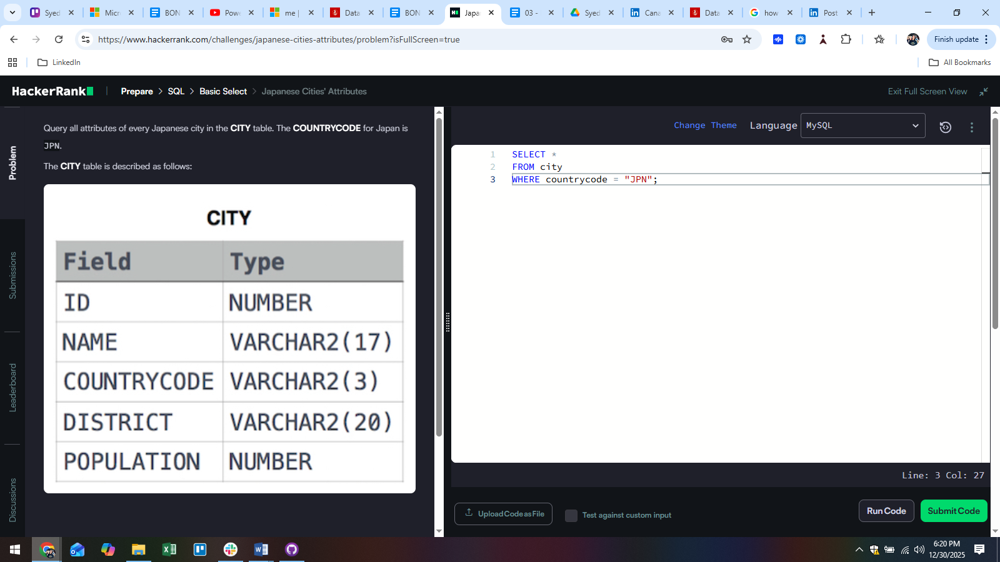 Syed
Micr
BON
Powe
me |
Data
BON
Japa
03 -
Syed
Cana
Data
how
Post
https://www.hackerrank.com/challenges/japanese-cities-attributes/problem?isFullScreen=true
Finish update
LinkedIn
All Bookmarks
HackerRank
Prepare > SQL > Basic Select > Japanese Cities' Attributes
Exit Full Screen View
Problem
Submissions
Leaderboard
Discussions
Query all attributes of every Japanese city in the CITY table. The COUNTRYCODE for Japan is
JPN.
The CITY table is described as follows:
CITY
Field Type
ID NUMBER
NAME VARCHAR2(17)
COUNTRYCODE VARCHAR2(3)
DISTRICT VARCHAR2(20)
POPULATION NUMBER
Change Theme Language MySQL
1 SELECT *
2 FROM city
3 WHERE countrycode = "JPN";
Line: 3 Col: 27
Upload Code as File
Test against custom input
Run Code
Submit Code
6:20 PM
12/30/2025